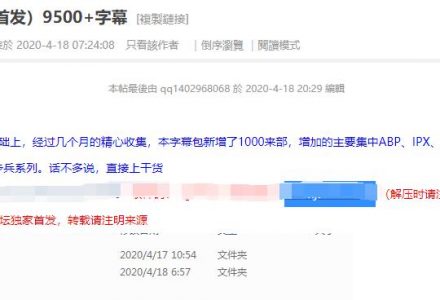 首发）9500+字幕 [複製鏈接]
於 2020-4-18 07:24:08 只看該作者 | 倒序瀏覽 | 閱讀模式
本帖最後由 qq1402968068 於 2020-4-18 20:29 編輯
础上，经过几个月的精心收集，本字幕包新增了1000来部，增加的主要集中ABP、IPX、
步兵系列。话不多说，直接上干货
（解压时请注
坛独家首发，转载请注明来源
2020/4/17 10:54 文件夹
2020/4/18 6:57 文件夹